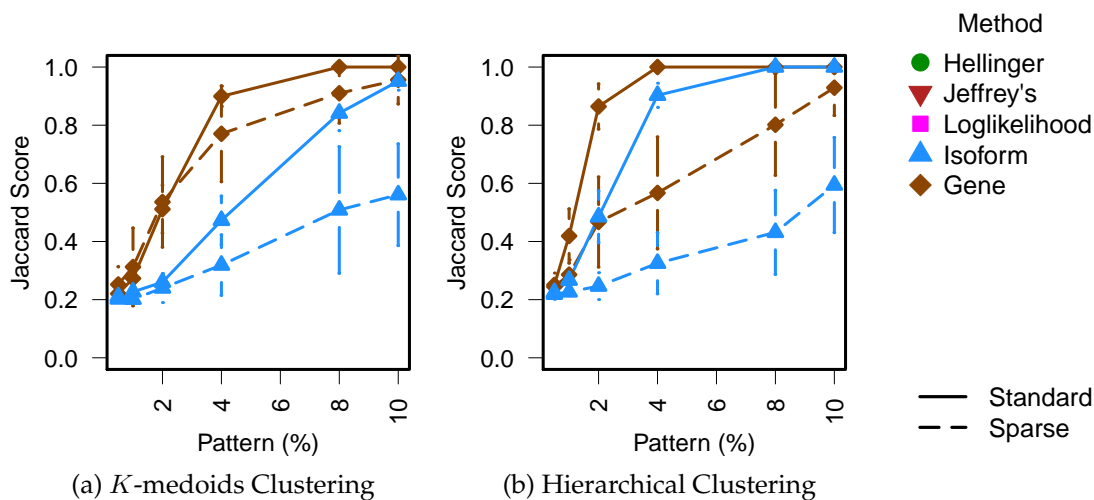 Jaccard Score
1.0
0.8
0.6
0.4
0.2
0.0
2
4
6
8
10
Pattern (%)
(a) K-medoids Clustering
Jaccard Score
1.0
0.8
0.6
0.4
0.2
0.0
2
4
6
8
10
Pattern (%)
(b) Hierarchical Clustering
Method
Hellinger
Jeffrey's
Loglikelihood
Isoform
Gene
Standard
Sparse